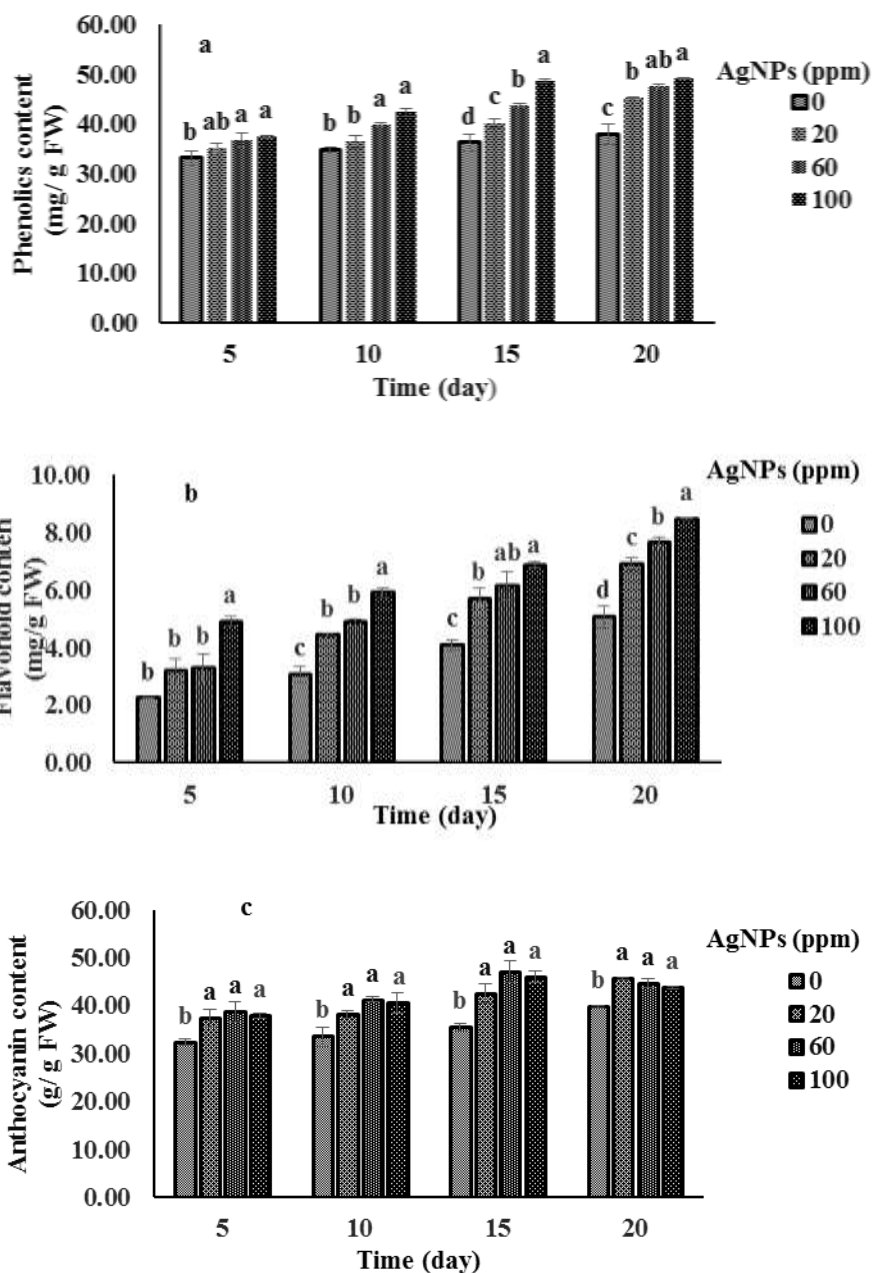 60.00
a
50.00
40.00
30.00
20.00
10.00
0.00
Phenolics content
(mg/ g FW)
b ab a a
b b a a
d c b a
c b ab a
5 10 15 20
Time (day)
AgNPs (ppm)
0
20
60
100
10.00
b
8.00
6.00
4.00
2.00
0.00
Flavonoid conten
(mg/g FW)
b b b a
c b b a
c b ab a
d c b a
5 10 15 20
Time (day)
AgNPs (ppm)
0
20
60
100
60.00
c
50.00
40.00
30.00
20.00
10.00
0.00
Anthocyanin content
(g/ g FW)
b a a a
b a a a
b a a a
b a a a
5 10 15 20
Time (day)
AgNPs (ppm)
0
20
60
100